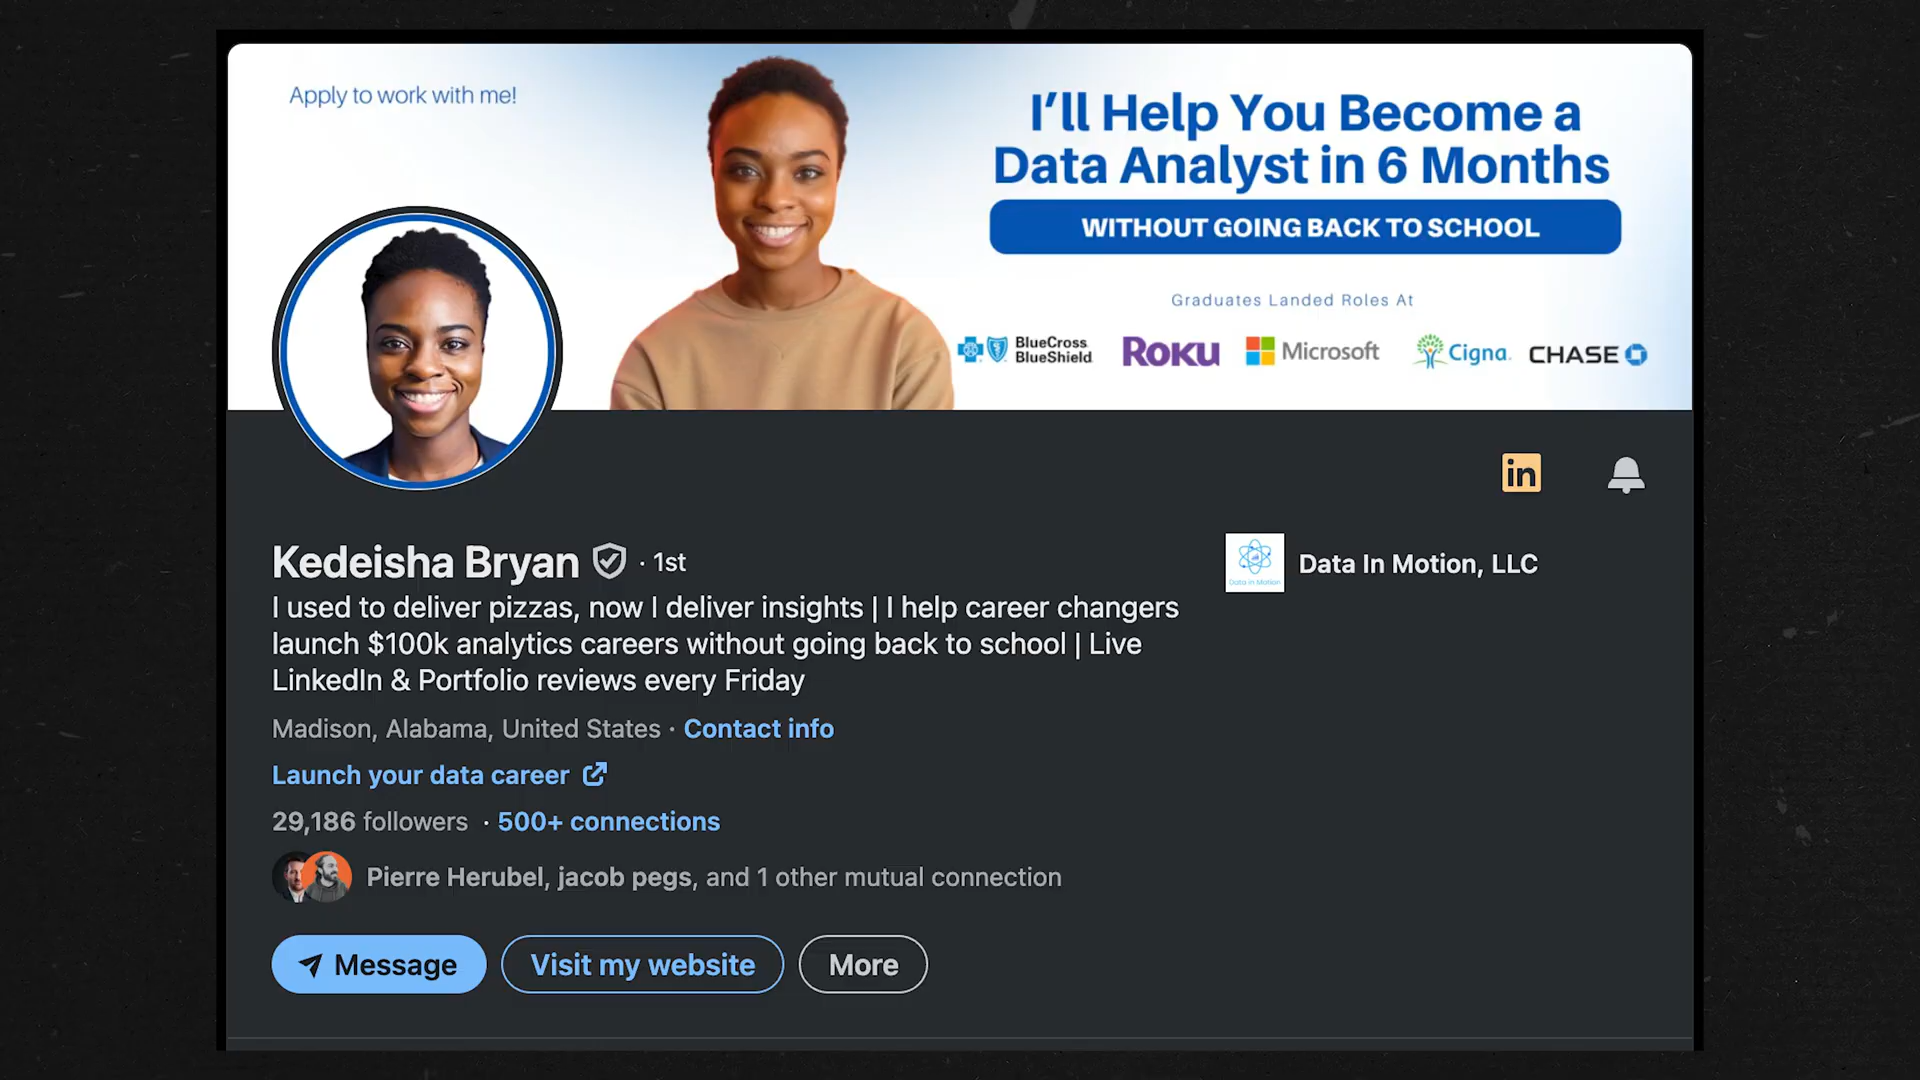 Apply to work with me!
I'll Help You Become a
Data Analyst in 6 Months
WITHOUT GOING BACK TO SCHOOL
Graduates Landed Roles At
BlueCross
BlueShield
ROKU
Microsoft
Cigna.
CHASE
in
Kedeisha Bryan · 1st
Data in Motion
Data In Motion, LLC
I used to deliver pizzas, now I deliver insights | I help career changers
launch $100k analytics careers without going back to school | Live
LinkedIn & Portfolio reviews every Friday
Madison, Alabama, United States · Contact info
Launch your data career
29,186 followers · 500+ connections
Pierre Herubel, jacob pegs, and 1 other mutual connection
Message
Visit my website
More